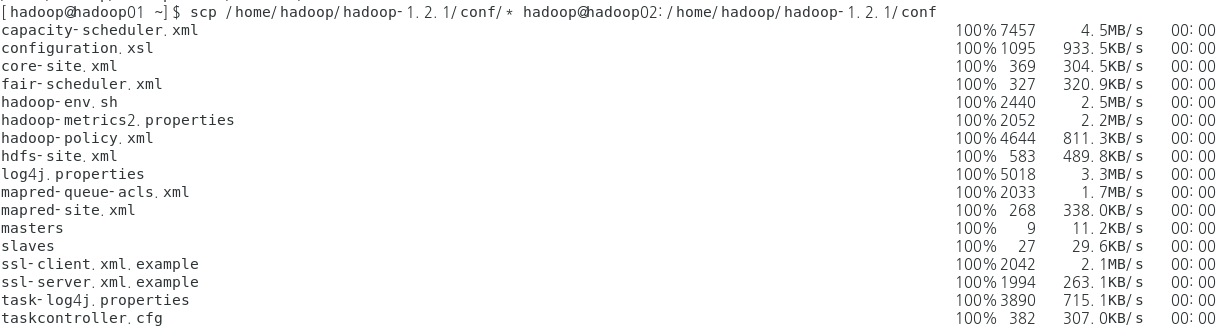 [hadoop@hadoop01 ~]$ scp /home/hadoop/hadoop-1.2.1/conf/* hadoop@hadoop02:/home/hadoop/hadoop-1.2.1/conf
capacity-scheduler.xml 100% 7457 4.5MB/s 00:00
configuration.xsl 100% 1095 933.5KB/s 00:00
core-site.xml 100% 369 304.5KB/s 00:00
fair-scheduler.xml 100% 327 320.9KB/s 00:00
hadoop-env.sh 100% 2440 2.5MB/s 00:00
hadoop-metrics2.properties 100% 2052 2.2MB/s 00:00
hadoop-policy.xml 100% 4644 811.3KB/s 00:00
hdfs-site.xml 100% 583 489.8KB/s 00:00
log4j.properties 100% 5018 3.3MB/s 00:00
mapred-queue-acls.xml 100% 2033 1.7MB/s 00:00
mapred-site.xml 100% 268 338.0KB/s 00:00
masters 100% 9 11.2KB/s 00:00
slaves 100% 27 29.6KB/s 00:00
ssl-client.xml.example 100% 2042 2.1MB/s 00:00
ssl-server.xml.example 100% 1994 263.1KB/s 00:00
task-log4j.properties 100% 3890 715.1KB/s 00:00
taskcontroller.cfg 100% 382 307.0KB/s 00:00